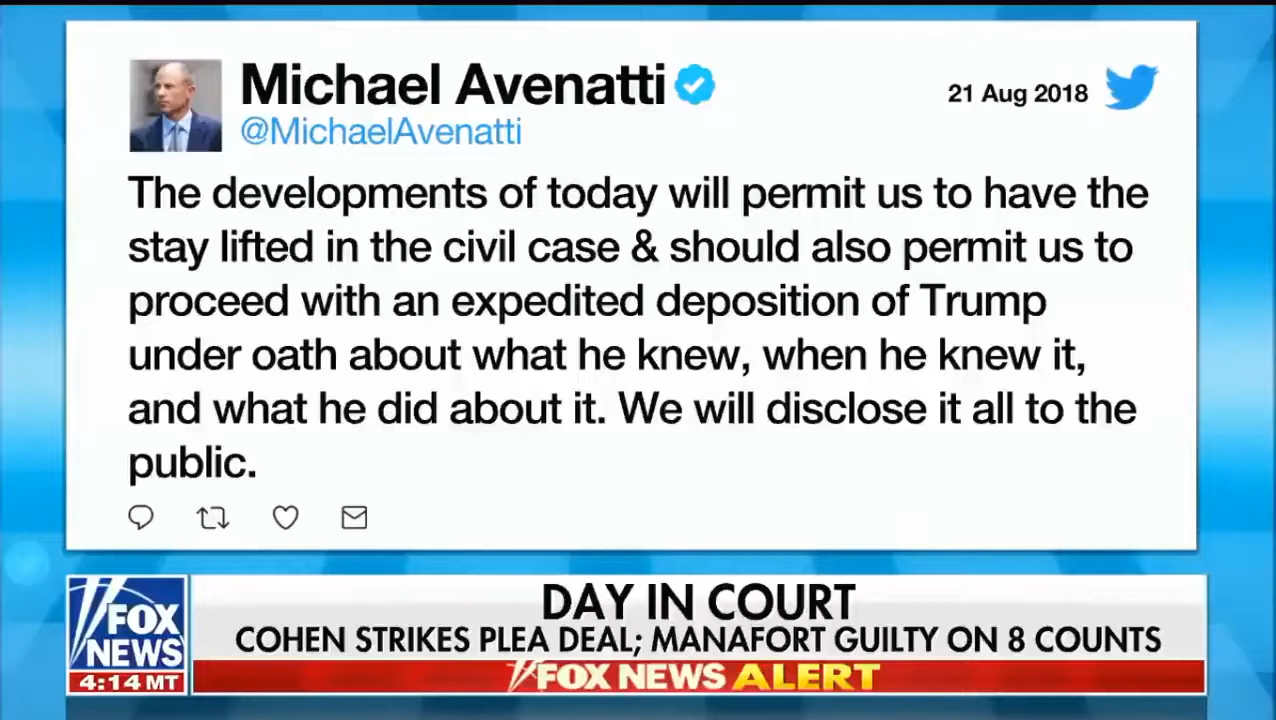 Michael Avenatti
@MichaelAvenatti
21 Aug 2018
The developments of today will permit us to have the
stay lifted in the civil case & should also permit us to
proceed with an expedited deposition of Trump
under oath about what he knew, when he knew it,
and what he did about it. We will disclose it all to the
public.
DAY IN COURT
COHEN STRIKES PLEA DEAL; MANAFORT GUILTY ON 8 COUNTS
FOX NEWS ALERT
FOX
NEWS
4:14 MT